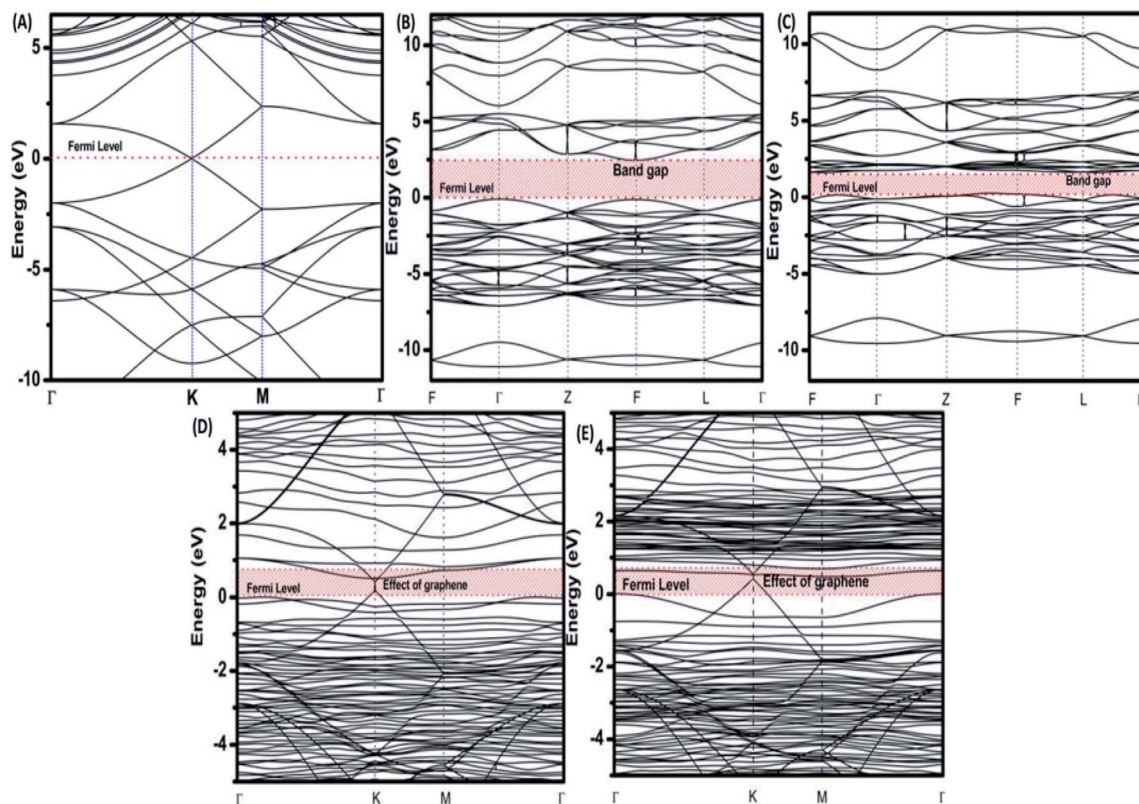 (A)
5
0
-5
-10
Energy (eV)
Fermi Level
Γ K M Γ
(B)
10
5
0
-5
-10
Energy (eV)
Band gap
Fermi Level
F Γ Z F L Γ
(C)
10
5
0
-5
-10
Energy (eV)
Fermi Level
Band gap
F Γ Z F L
(D)
4
2
0
-2
-4
Energy (eV)
Fermi Level
Effect of graphene
Γ K M Γ
(E)
4
2
0
-2
-4
Energy (eV)
Fermi Level
Effect of graphene
Γ K M Γ